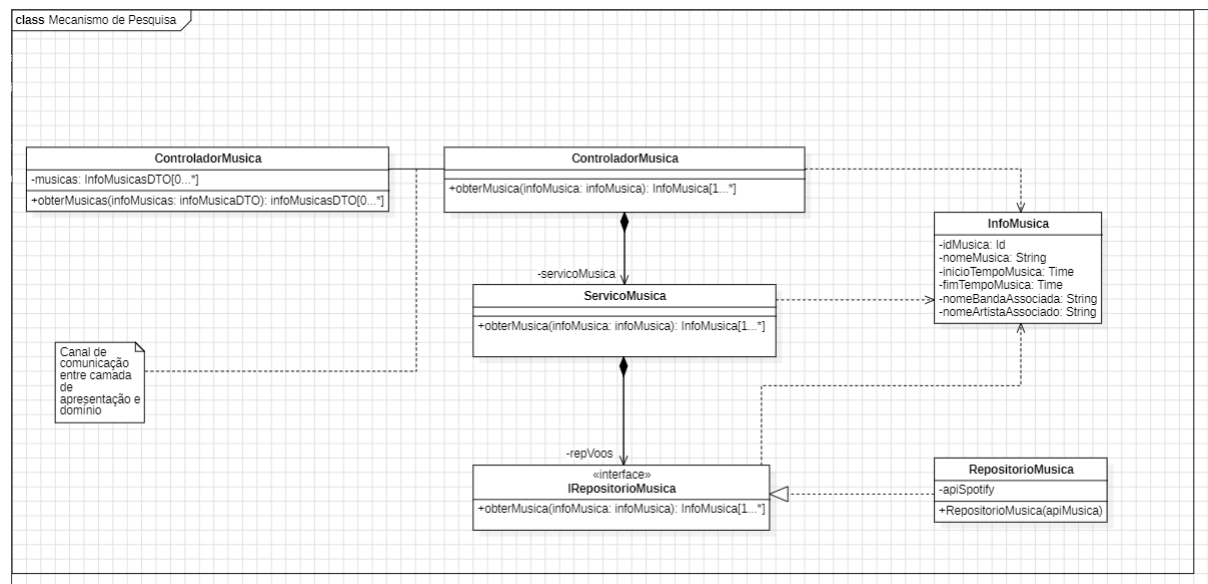 class Mecanismo de Pesquisa
ControladorMusica
-musicas: InfoMusicasDTO[0...*]
+obterMusicas(infoMusicas: infoMusicaDTO): infoMusicasDTO[0...*]
ControladorMusica
+obterMusica(infoMusica: infoMusica): InfoMusica[1...*]
InfoMusica
-idMusica: Id
-nomeMusica: String
-inicioTempoMusica: Time
-fimTempoMusica: Time
-nomeBandaAssociada: String
-nomeArtistaAssociado: String
-servicoMusica
ServicoMusica
+obterMusica(infoMusica: infoMusica): InfoMusica[1...*]
Canal de
comunicação
entre camada
de
apresentação e
domínio
-repVoos
«interface»
IRepositorioMusica
+obterMusica(infoMusica: infoMusica): InfoMusica[1...*]
RepositorioMusica
-apiSpotify
+RepositorioMusica(apiMusica)